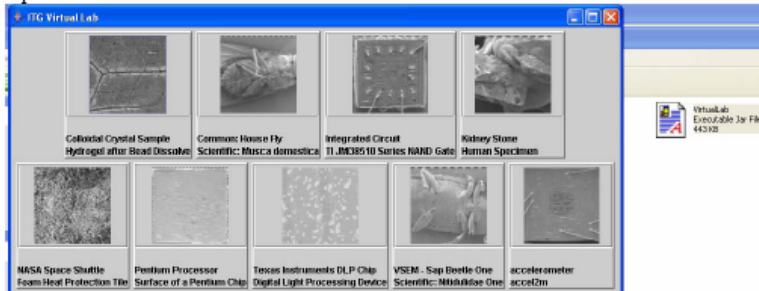 ITG Virtual Lab
Colloidal Crystal Sample
Hydrogel after Bead Dissolve
Common House Fly
Scientific: Musca domestica
Integrated Circuit
TI JM38510 Series NAND Gate
Kidney Stone
Human Specimen
VirtualLab
Executable Jar File
443 KB
NASA Space Shuttle
Foam Heat Protection Tile
Pentium Processor
Surface of a Pentium Chip
Texas Instruments DLP Chip
Digital Light Processing Device
VSEM - Sap Beetle One
Scientific: Nitidulidae One
accelerometer
accel2m